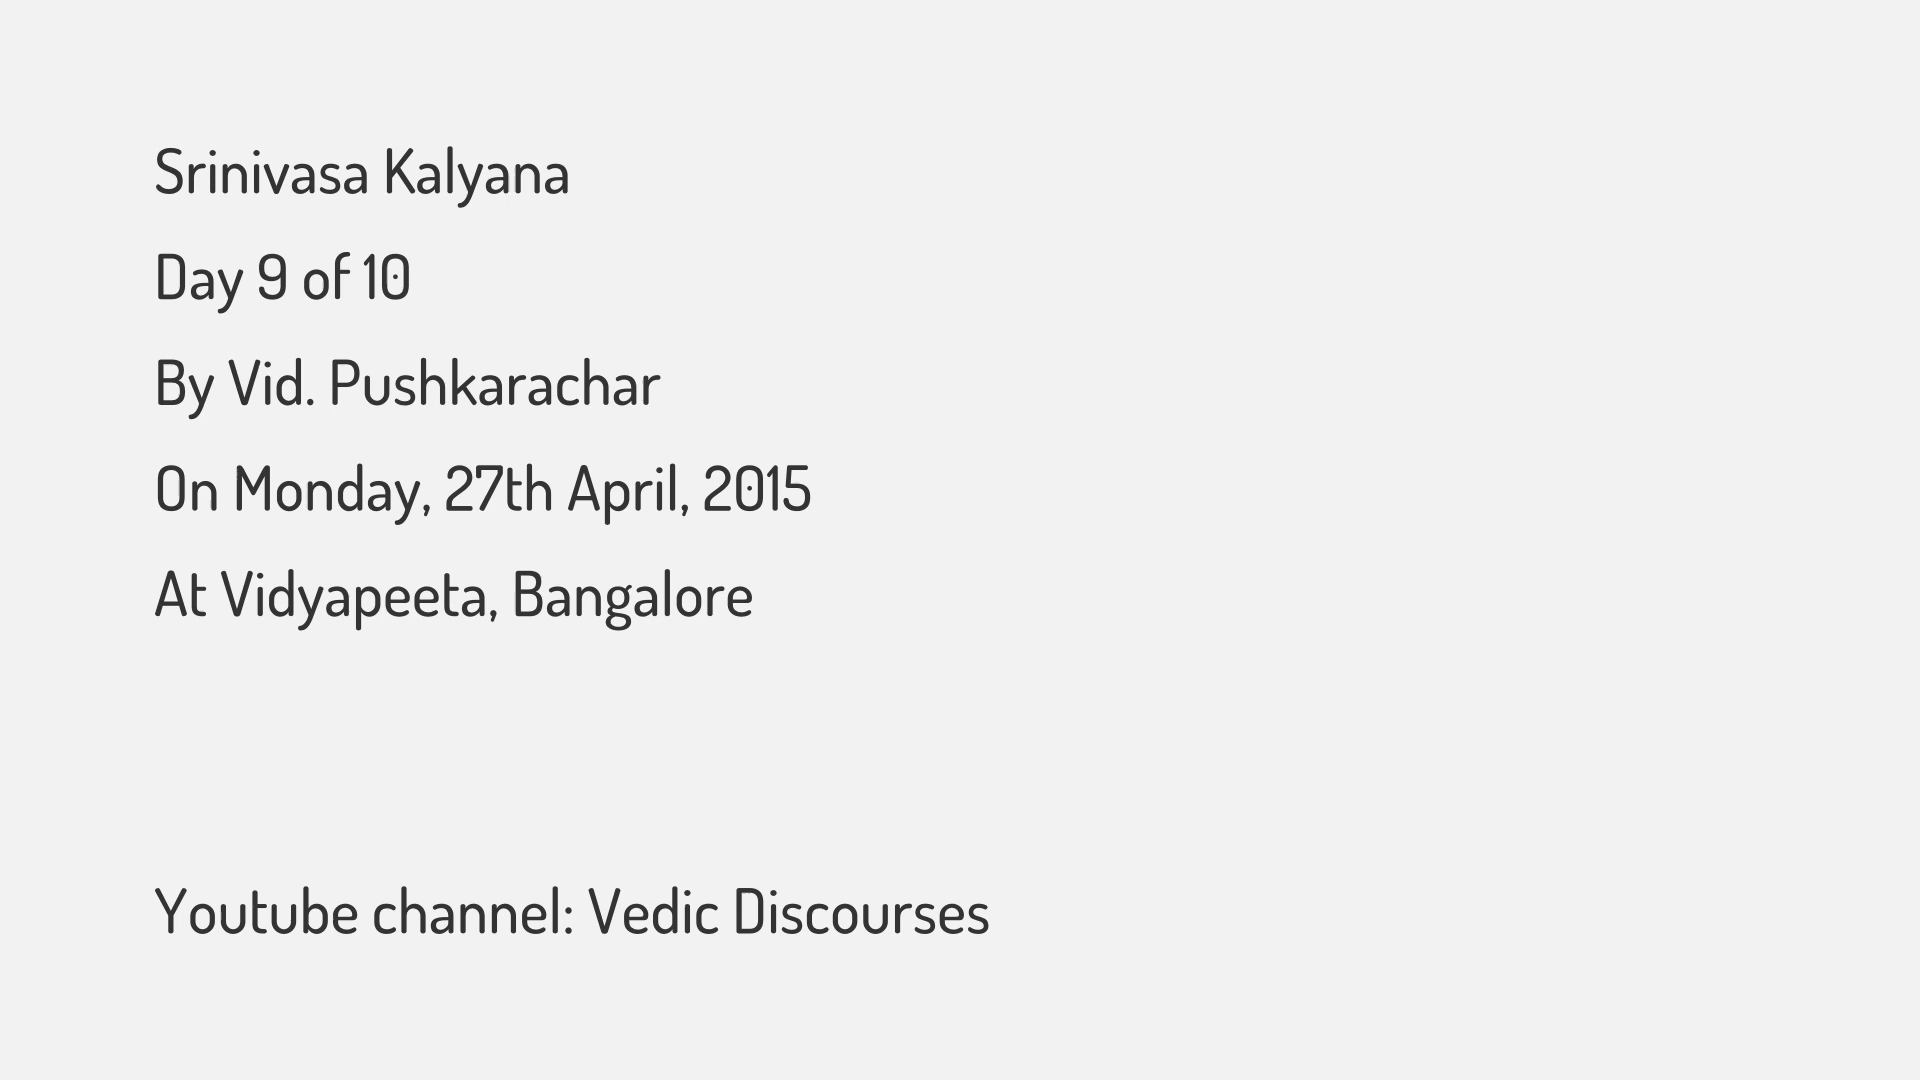 Srinivasa Kalyana
Day 9 of 10
By Vid. Pushkarachar
On Monday, 27th April, 2015
At Vidyapeeta, Bangalore
Youtube channel: Vedic Discourses